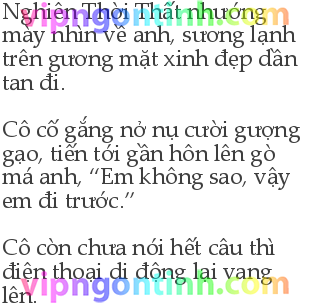 Nghiên Thời Thất nhướng
mày nhìn về anh, sương lạnh
trên gương mặt xinh đẹp dần
tan đi.
Cô cố gắng nở nụ cười gượng
gạo, tiến tới gần hôn lên gò
má anh, “Em không sao, vậy
em đi trước.”
Cô còn chưa nói hết câu thì
điện thoại di động lại vang
lên.
vipngontinh.com
vipngontinh.com